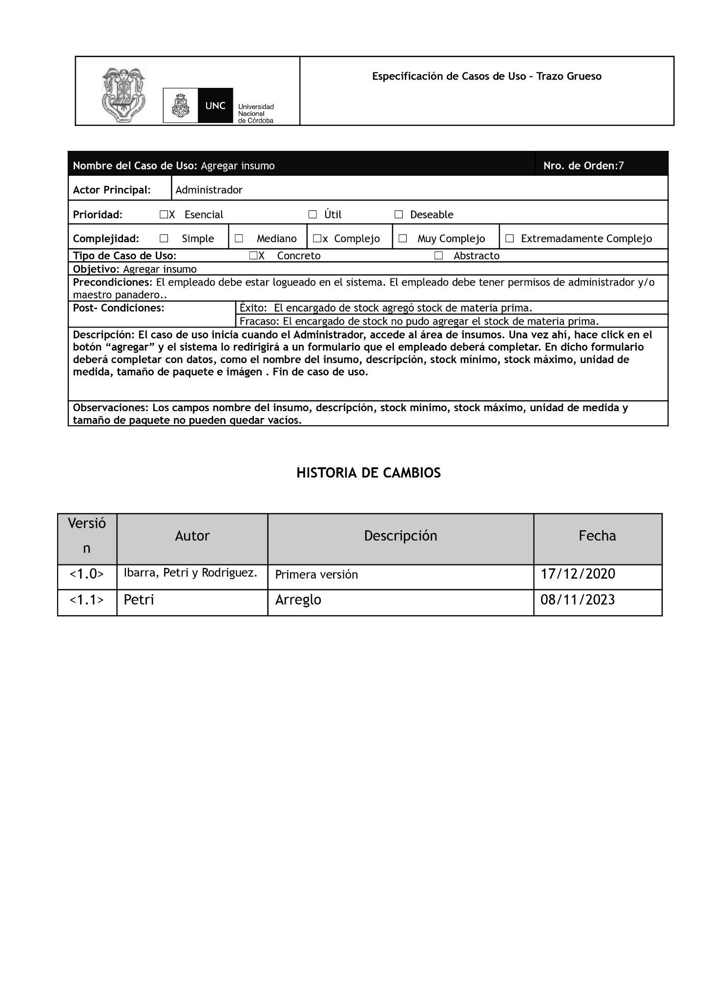 Especificación de Casos de Uso – Trazo Grueso
UNC
Universidad
Nacional
de Córdoba
Nombre del Caso de Uso: Agregar insumo Nro. de Orden:7
Actor Principal: Administrador
Prioridad: ☐X Esencial ☐ Útil ☐ Deseable
Complejidad: ☐ Simple ☐ Mediano ☐x Complejo ☐ Muy Complejo ☐ Extremadamente Complejo
Tipo de Caso de Uso: ☐X Concreto ☐ Abstracto
Objetivo: Agregar insumo
Precondiciones: El empleado debe estar logueado en el sistema. El empleado debe tener permisos de administrador y/o
maestro panadero..
Post- Condiciones: Éxito: El encargado de stock agregó stock de materia prima.
Fracaso: El encargado de stock no pudo agregar el stock de materia prima.
Descripción: El caso de uso inicia cuando el Administrador, accede al área de insumos. Una vez ahí, hace click en el
botón “agregar” y el sistema lo redirigirá a un formulario que el empleado deberá completar. En dicho formulario
deberá completar con datos, como el nombre del insumo, descripción, stock mínimo, stock máximo, unidad de
medida, tamaño de paquete e imágen . Fin de caso de uso.
Observaciones: Los campos nombre del insumo, descripción, stock mínimo, stock máximo, unidad de medida y
tamaño de paquete no pueden quedar vacíos.
HISTORIA DE CAMBIOS
Versió
n
Autor Descripción Fecha
<1.0> Ibarra, Petri y Rodriguez. Primera versión 17/12/2020
<1.1> Petri Arreglo 08/11/2023